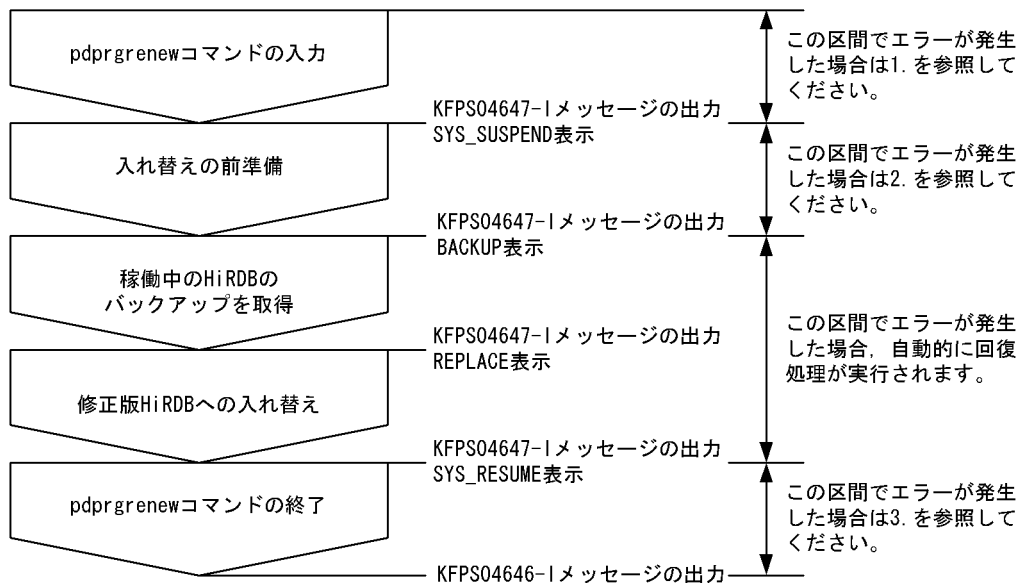 pdprgrenewコマンドの入力
この区間でエラーが発生
した場合は1.を参照して
ください。
KFPS04647-Iメッセージの出力
SYS_SUSPEND表示
入れ替えの前準備
この区間でエラーが発生
した場合は2.を参照して
ください。
KFPS04647-Iメッセージの出力
BACKUP表示
稼働中のHiRDBの
バックアップを取得
KFPS04647-Iメッセージの出力
REPLACE表示
この区間でエラーが発生
した場合，自動的に回復
処理が実行されます。
修正版HiRDBへの入れ替え
KFPS04647-Iメッセージの出力
SYS_RESUME表示
pdprgrenewコマンドの終了
この区間でエラーが発生
した場合は3.を参照して
ください。
KFPS04646-Iメッセージの出力